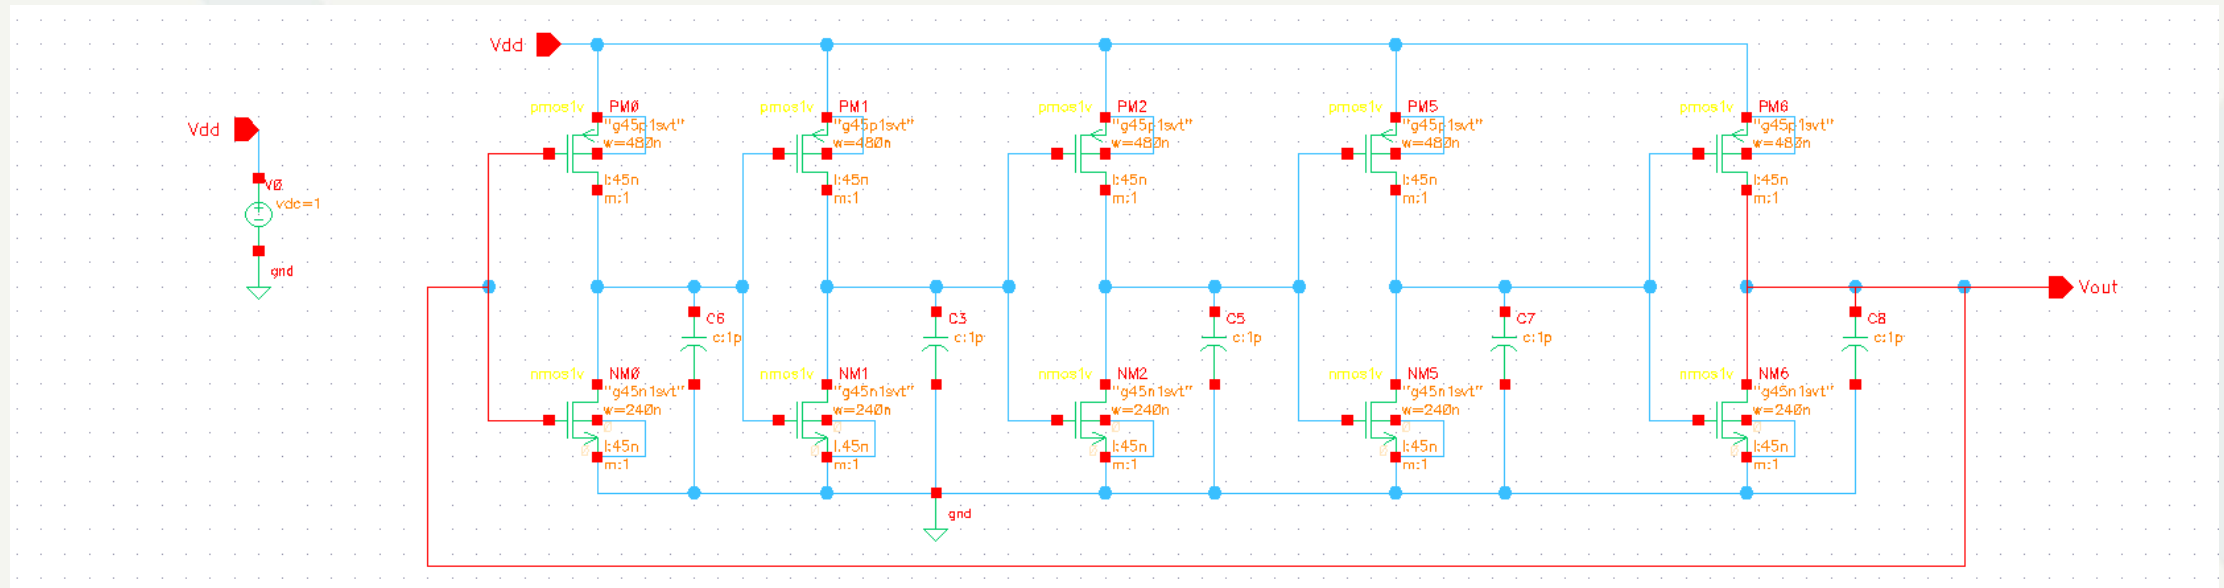 Vdd
pmos1v PM0
"g45p1svt"
w=480n
l:45n
m:1
pmos1v PM1
"g45p1svt"
w=480n
l:45n
m:1
pmos1v PM2
"g45p1svt"
w=480n
l:45n
m:1
pmos1v PM5
"g45p1svt"
w=480n
l:45n
m:1
pmos1v PM6
"g45p1svt"
w=480n
l:45n
m:1
Vdd
V0
vdc=1
gnd
Vout
C6
c:1p
C3
c:1p
C5
c:1p
C7
c:1p
C8
c:1p
nmos1v NM0
"g45n1svt"
w=240n
l:45n
m:1
nmos1v NM1
"g45n1svt"
w=240n
l:45n
m:1
nmos1v NM2
"g45n1svt"
w=240n
l:45n
m:1
nmos1v NM5
"g45n1svt"
w=240n
l:45n
m:1
nmos1v NM6
"g45n1svt"
w=240n
l:45n
m:1
gnd